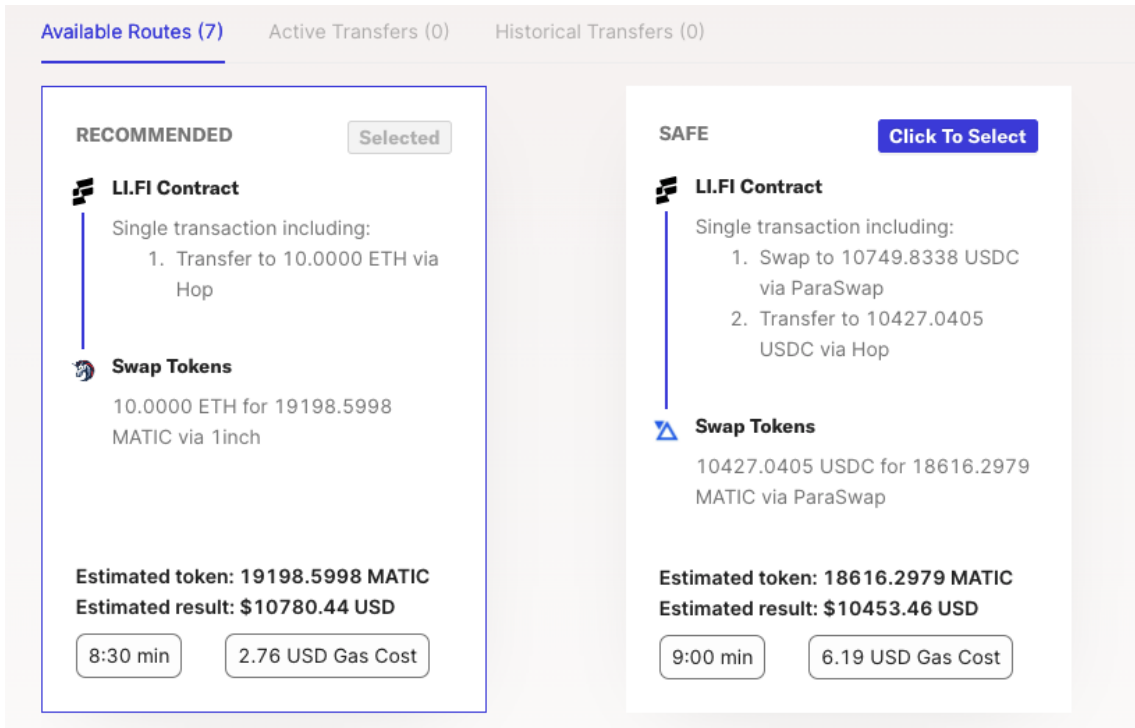 Available Routes (7) Active Transfers (0) Historical Transfers (0)
RECOMMENDED Selected
LI.FI Contract
Single transaction including:
1. Transfer to 10.0000 ETH via
Hop
Swap Tokens
10.0000 ETH for 19198.5998
MATIC via 1inch
Estimated token: 19198.5998 MATIC
Estimated result: $10780.44 USD
8:30 min 2.76 USD Gas Cost
SAFE Click To Select
LI.FI Contract
Single transaction including:
1. Swap to 10749.8338 USDC
via ParaSwap
2. Transfer to 10427.0405
USDC via Hop
Swap Tokens
10427.0405 USDC for 18616.2979
MATIC via ParaSwap
Estimated token: 18616.2979 MATIC
Estimated result: $10453.46 USD
9:00 min 6.19 USD Gas Cost